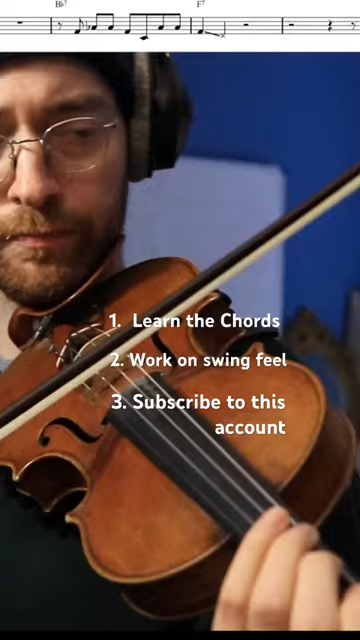 Bb7 F7
1. Learn the Chords
2. Work on swing feel
3. Subscribe to this
account